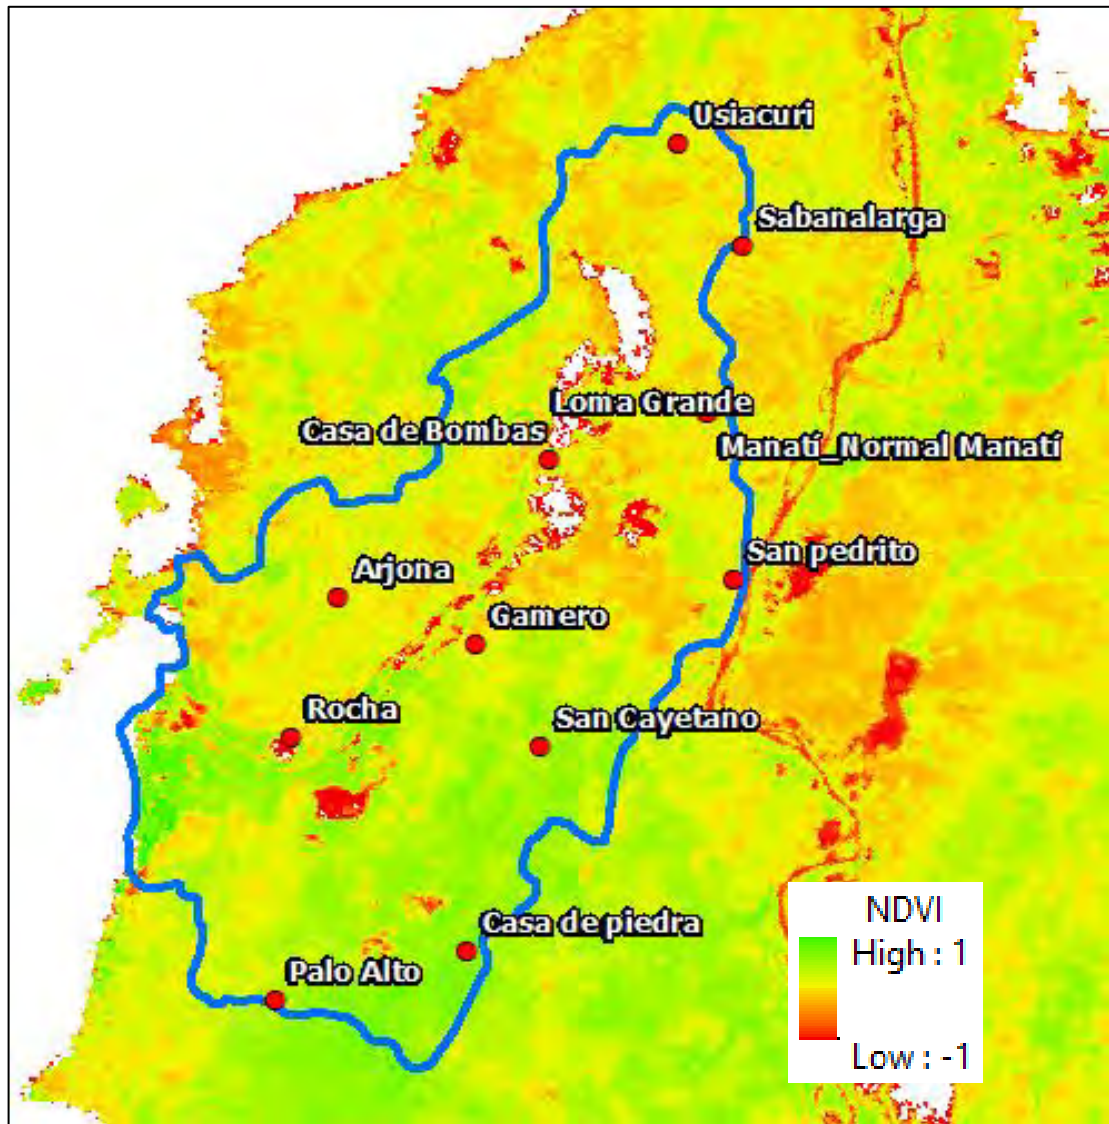 Usiacuri
Sabanalarga
Loma Grande
Casa de Bombas
Manatí_Normal Manatí
San pedrito
Arjona
Gamero
Rocha
San Cayetano
Casa de piedra
Palo Alto
NDVI
High : 1
Low : -1